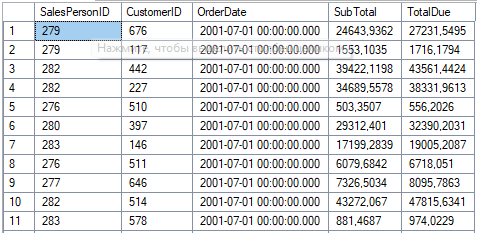 SalesPersonID CustomerID OrderDate SubTotal TotalDue
1 279 676 2001-07-01 00:00:00.000 24643,9362 27231,5495
2 279 117 2001-07-01 00:00:00.000 1553,1035 1716,1794
3 282 442 2001-07-01 00:00:00.000 39422,1198 43561,4424
4 282 227 2001-07-01 00:00:00.000 34689,5578 38331,9613
5 276 510 2001-07-01 00:00:00.000 503,3507 556,2026
6 280 397 2001-07-01 00:00:00.000 29312,401 32390,2031
7 283 146 2001-07-01 00:00:00.000 17199,2839 19005,2087
8 276 511 2001-07-01 00:00:00.000 6079,6842 6718,051
9 277 646 2001-07-01 00:00:00.000 7326,5034 8095,7863
10 282 514 2001-07-01 00:00:00.000 43272,067 47815,6341
11 283 578 2001-07-01 00:00:00.000 881,4687 974,0229